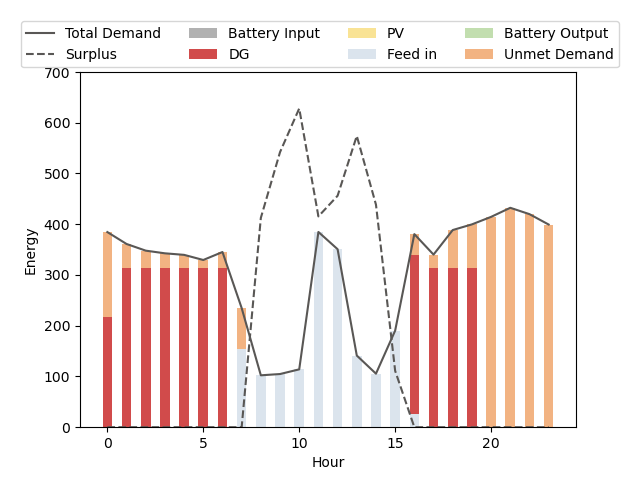 Total Demand Battery Input PV Battery Output
Surplus DG Feed in Unmet Demand
700
600
500
400
300
200
100
0
Energy
0 5 10 15 20
Hour